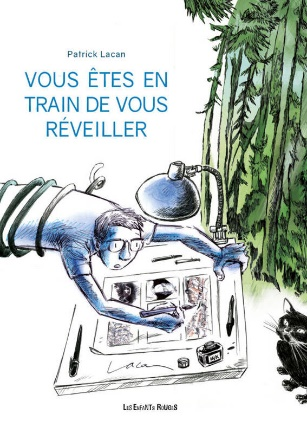 Patrick Lacan
VOUS ÊTES EN
TRAIN DE VOUS
RÉVEILLER
Lacan
LES ENFANTS ROUGES